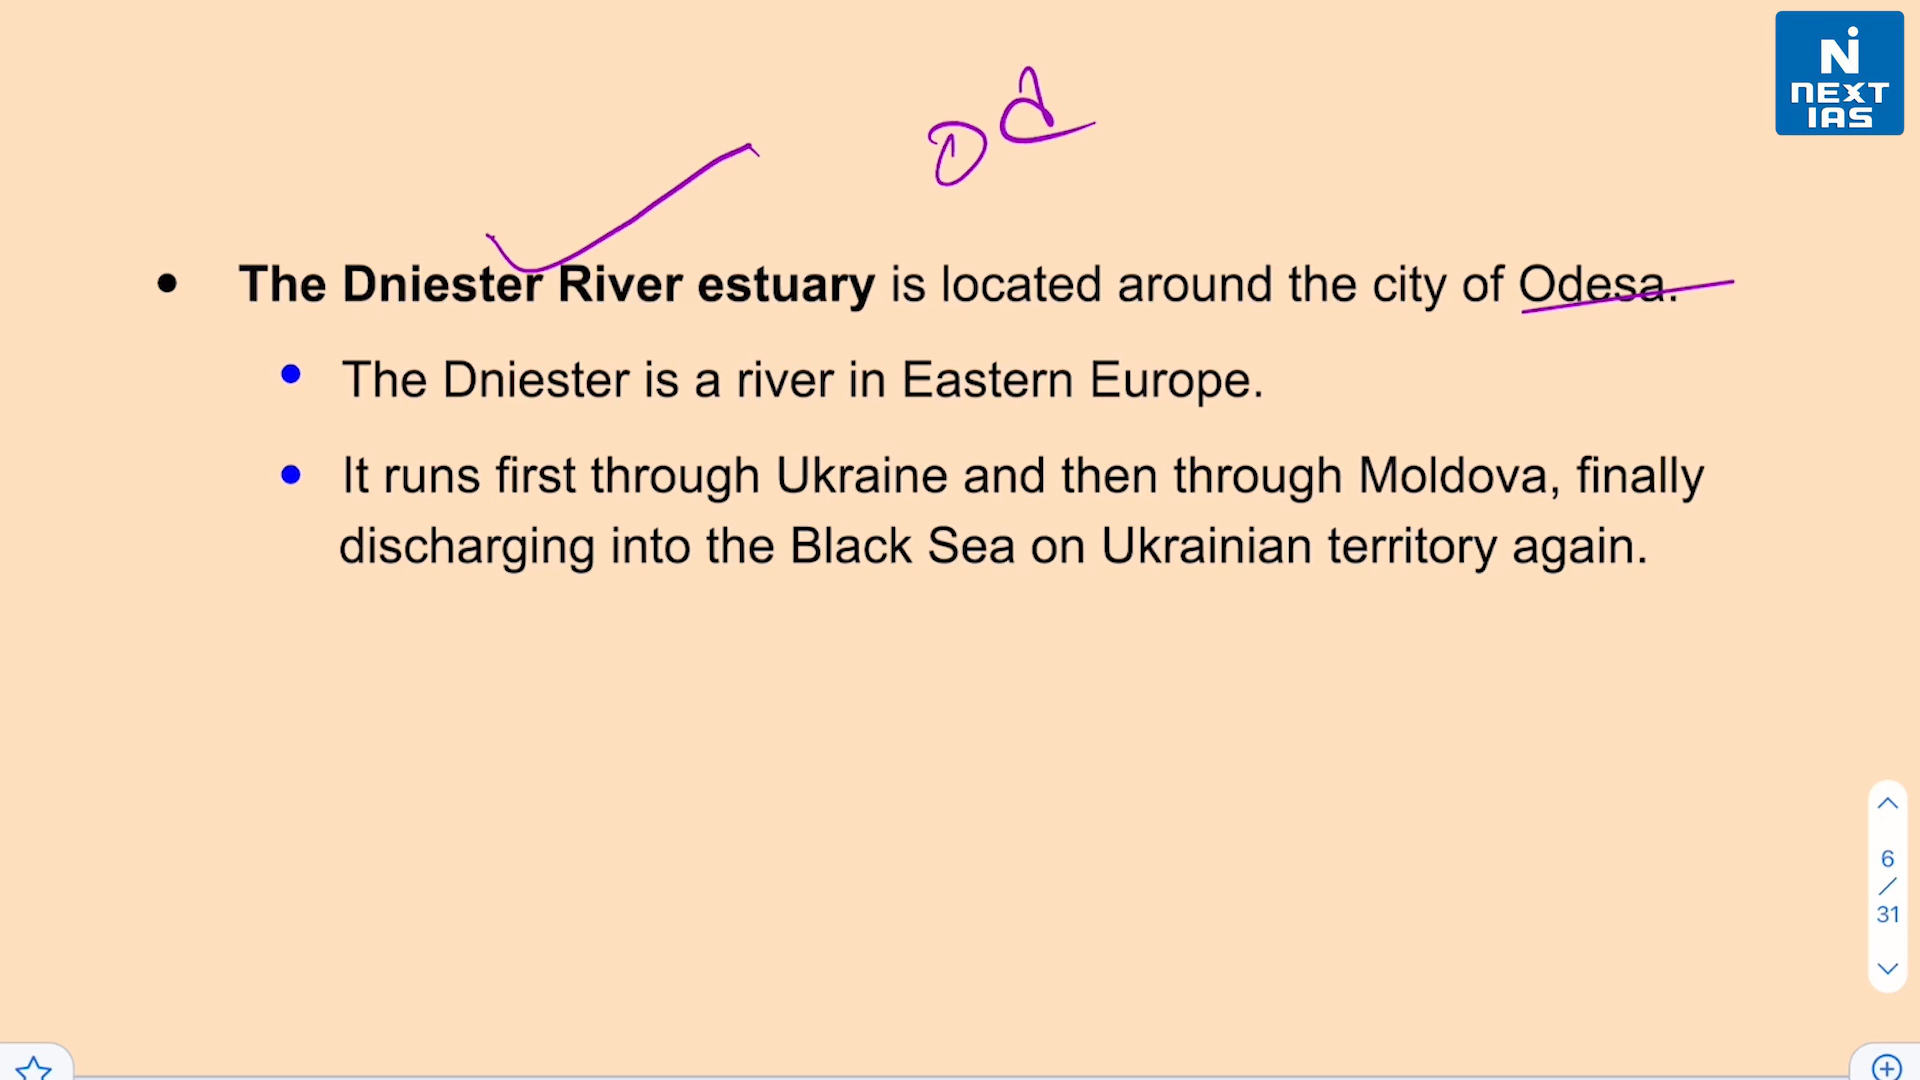 NEXT
IAS
Od
• The Dniester River estuary is located around the city of Odesa.
• The Dniester is a river in Eastern Europe.
• It runs first through Ukraine and then through Moldova, finally
discharging into the Black Sea on Ukrainian territory again.
6
/
31